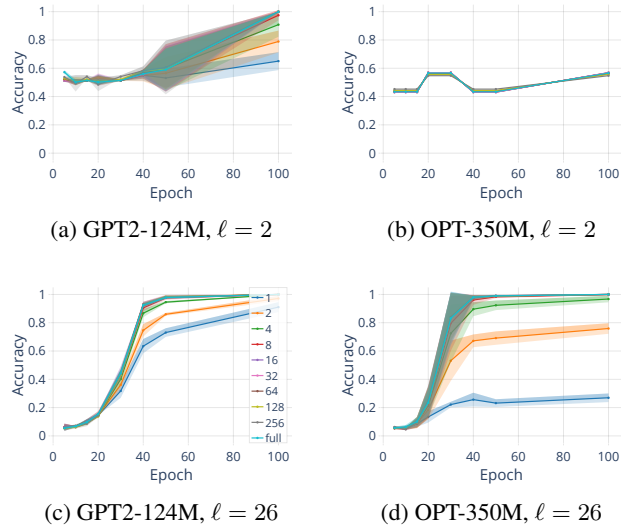 1
0.8
0.6
0.4
0.2
0
Accuracy
0 20 40 60 80 100
Epoch
(a) GPT2-124M, ℓ = 2
1
0.8
0.6
0.4
0.2
0
Accuracy
0 20 40 60 80 100
Epoch
(b) OPT-350M, ℓ = 2
1
0.8
0.6
0.4
0.2
0
Accuracy
0 20 40 60 80 100
Epoch
1
2
4
8
16
32
64
128
256
full
(c) GPT2-124M, ℓ = 26
1
0.8
0.6
0.4
0.2
0
Accuracy
0 20 40 60 80 100
Epoch
(d) OPT-350M, ℓ = 26